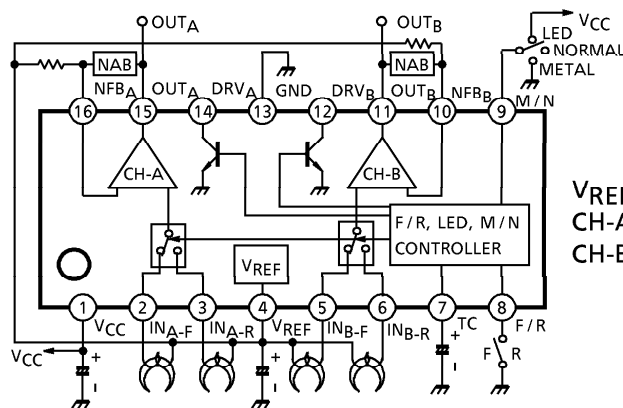 OUTA OUTB VCC
LED
NORMAL
METAL
NAB NAB
NFBA OUTA DRVA GND DRVB OUTB NFBB M/N
16 15 14 13 12 11 10 9
CH-A CH-B
F/R, LED, M/N
CONTROLLER
VREF
CH-A
CH-B
VREF
1 2 3 4 5 6 7 8
VCC INA-F INA-R VREF INB-F INB-R TC F/R
VCC + + + F R